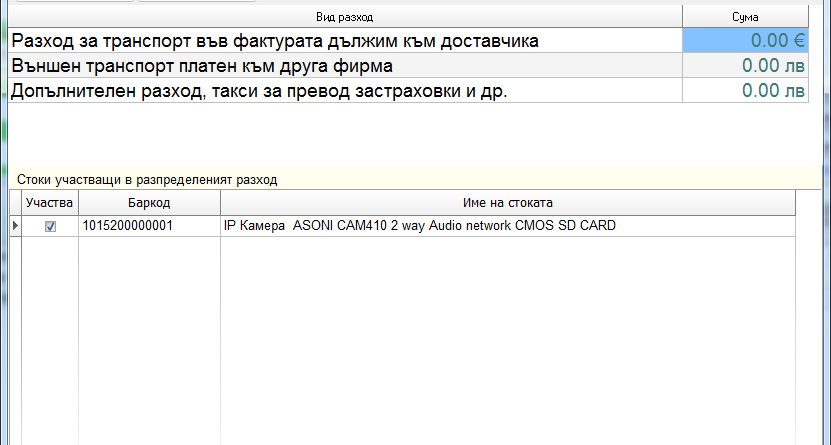 Вид разход Сума
Разход за транспорт във фактурата дължим към доставчика 0.00 €
Външен транспорт платен към друга фирма 0.00 лв
Допълнителен разход, такси за превод застраховки и др. 0.00 лв
Стоки участващи в разпределеният разход
Участва Баркод Име на стоката
1015200000001 IP Камера ASONI CAM410 2 way Audio network CMOS SD CARD